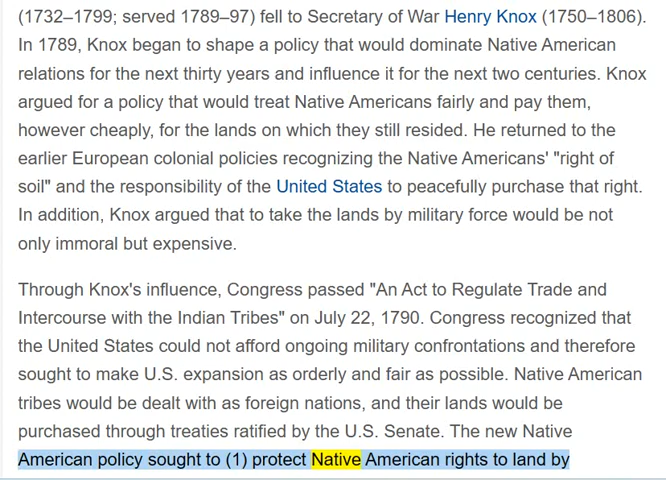 (1732–1799; served 1789–97) fell to Secretary of War Henry Knox (1750–1806).
In 1789, Knox began to shape a policy that would dominate Native American
relations for the next thirty years and influence it for the next two centuries. Knox
argued for a policy that would treat Native Americans fairly and pay them,
however cheaply, for the lands on which they still resided. He returned to the
earlier European colonial policies recognizing the Native Americans' "right of
soil" and the responsibility of the United States to peacefully purchase that right.
In addition, Knox argued that to take the lands by military force would be not
only immoral but expensive.
Through Knox's influence, Congress passed "An Act to Regulate Trade and
Intercourse with the Indian Tribes" on July 22, 1790. Congress recognized that
the United States could not afford ongoing military confrontations and therefore
sought to make U.S. expansion as orderly and fair as possible. Native American
tribes would be dealt with as foreign nations, and their lands would be
purchased through treaties ratified by the U.S. Senate. The new Native
American policy sought to (1) protect Native American rights to land by